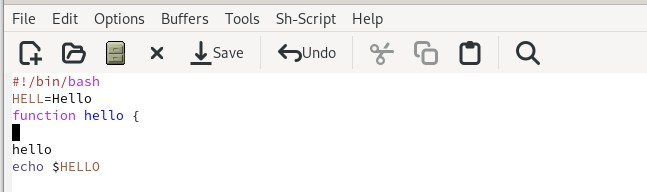 File Edit Options Buffers Tools Sh-Script Help
Save Undo
#!/bin/bash
HELL=Hello
function hello {
hello
echo $HELLO